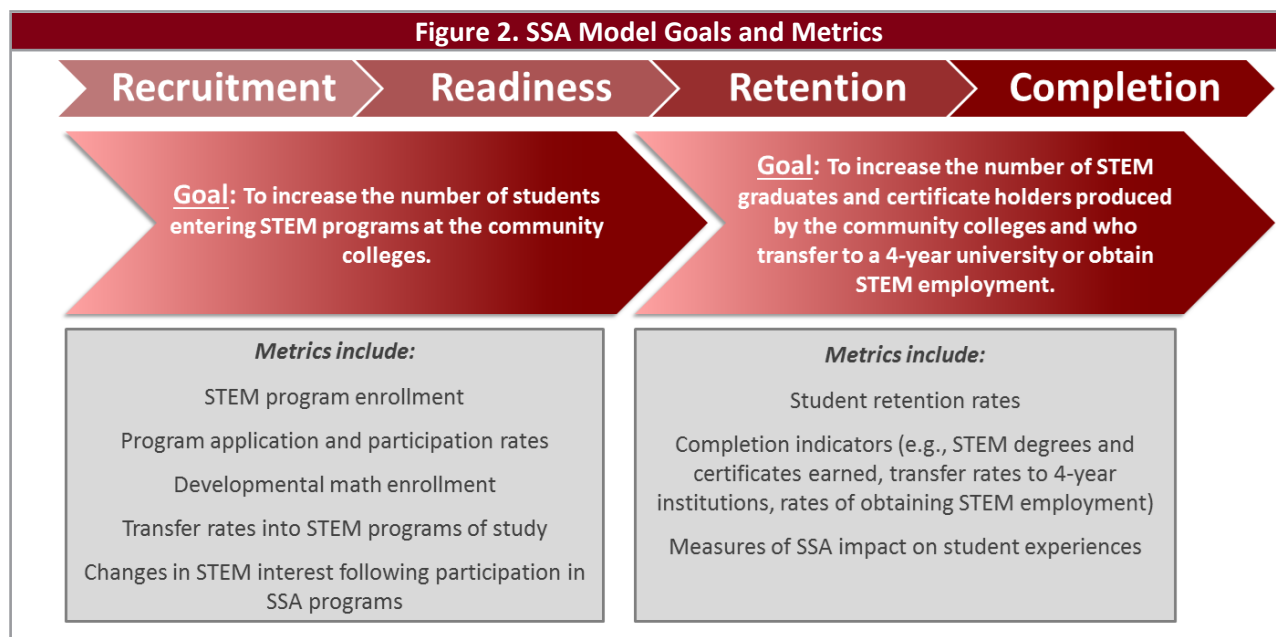 Figure 2. SSA Model Goals and Metrics
Recruitment
Readiness
Retention
Completion
Goal: To increase the number of students
entering STEM programs at the community
colleges.
Goal: To increase the number of STEM
graduates and certificate holders produced
by the community colleges and who
transfer to a 4-year university or obtain
STEM employment.
Metrics include:
STEM program enrollment
Program application and participation rates
Developmental math enrollment
Transfer rates into STEM programs of study
Changes in STEM interest following participation in
SSA programs
Metrics include:
Student retention rates
Completion indicators (e.g., STEM degrees and
certificates earned, transfer rates to 4-year
institutions, rates of obtaining STEM employment)
Measures of SSA impact on student experiences